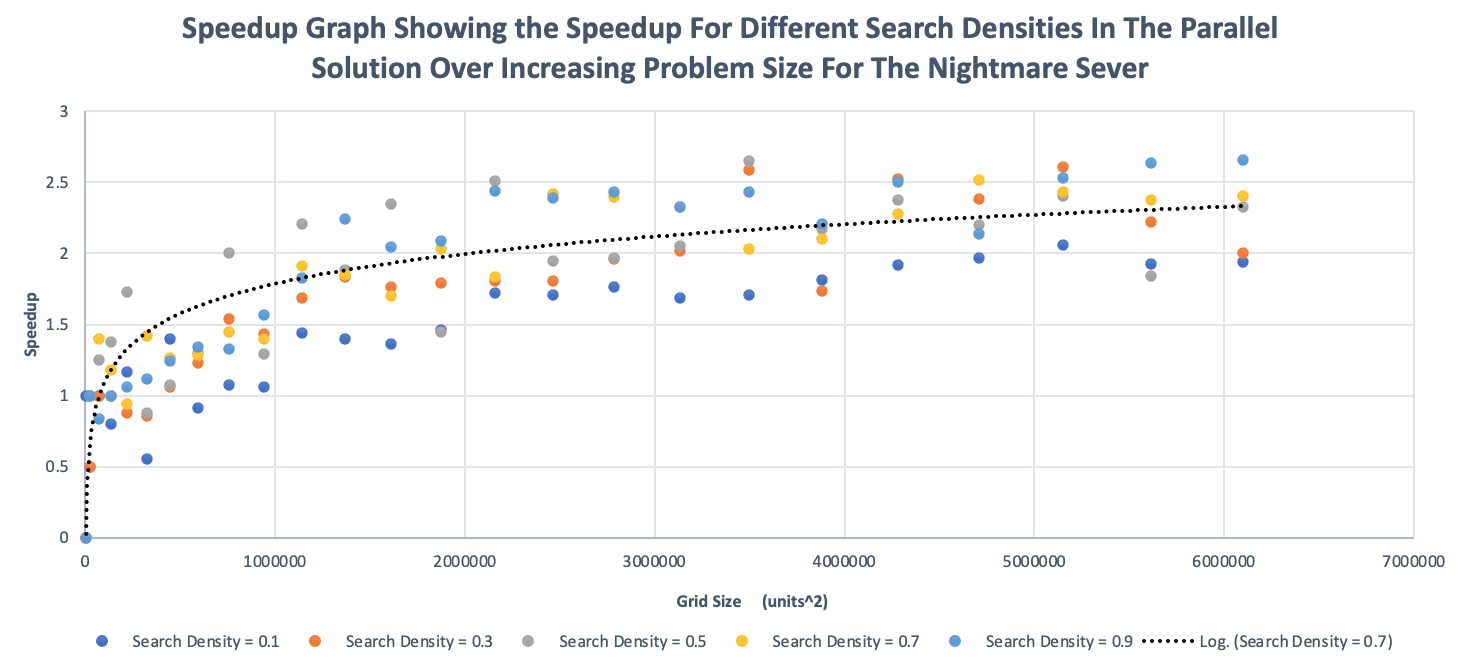 Speedup Graph Showing the Speedup For Different Search Densities In The Parallel
Solution Over Increasing Problem Size For The Nightmare Sever
3
2.5
2
1.5
1
0.5
0
Speedup
0 1000000 2000000 3000000 4000000 5000000 6000000 7000000
Grid Size (units^2)
Search Density = 0.1 Search Density = 0.3 Search Density = 0.5 Search Density = 0.7 Search Density = 0.9 Log. (Search Density = 0.7)